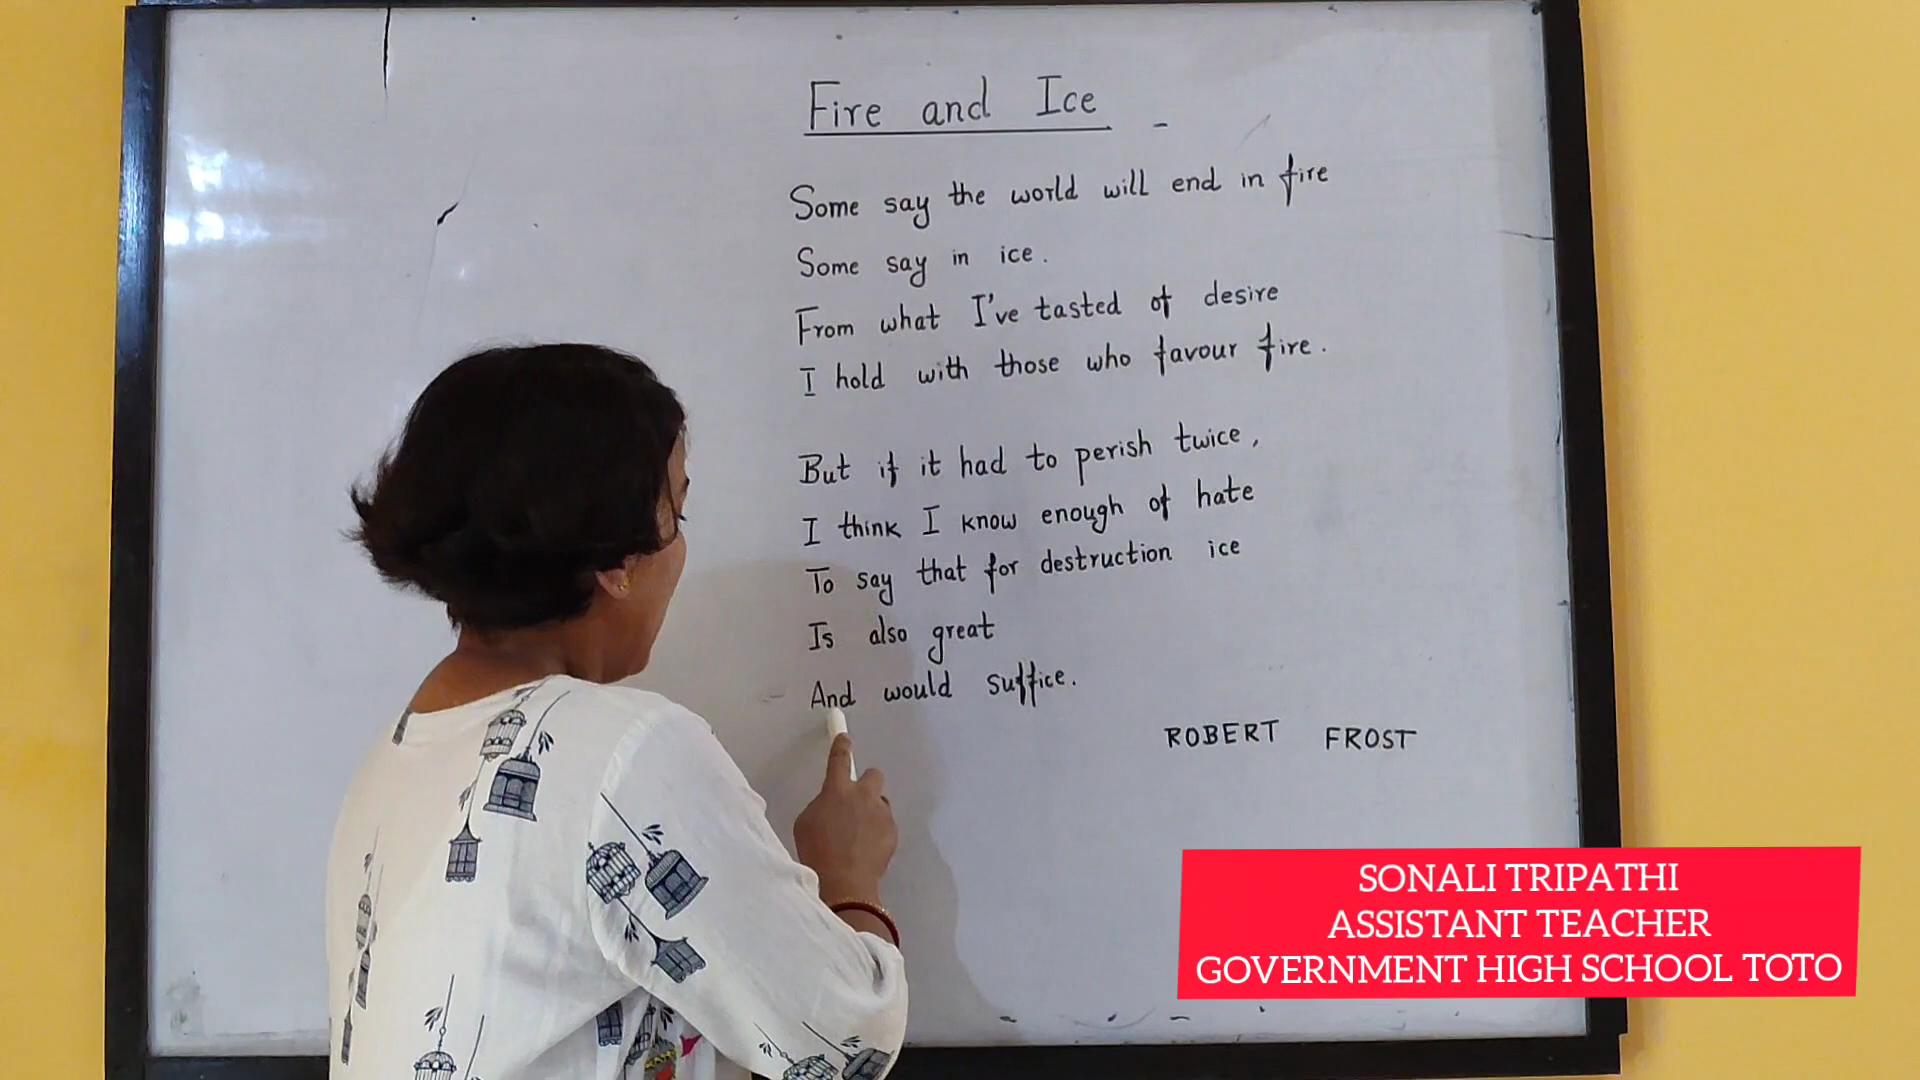 Fire and Ice
Some say the world will end in fire
Some say in ice.
From what I've tasted of desire
I hold with those who favour fire.
But if it had to perish twice,
I think I know enough of hate
To say that for destruction ice
Is also great
And would suffice.
ROBERT FROST
SONALI TRIPATHI
ASSISTANT TEACHER
GOVERNMENT HIGH SCHOOL TOTO